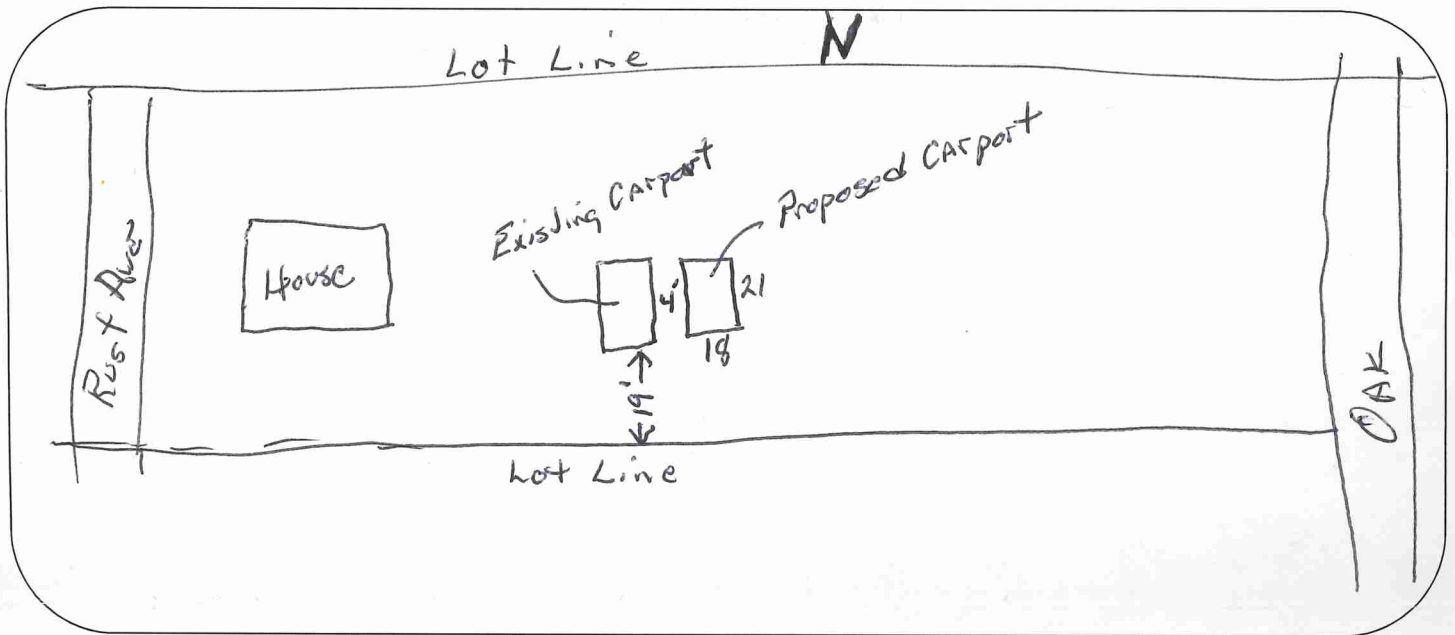 N
Lot Line
Existing Carport
Proposed Carport
Rust Ave
House
4'
21
18
19'
Lot Line
OAK